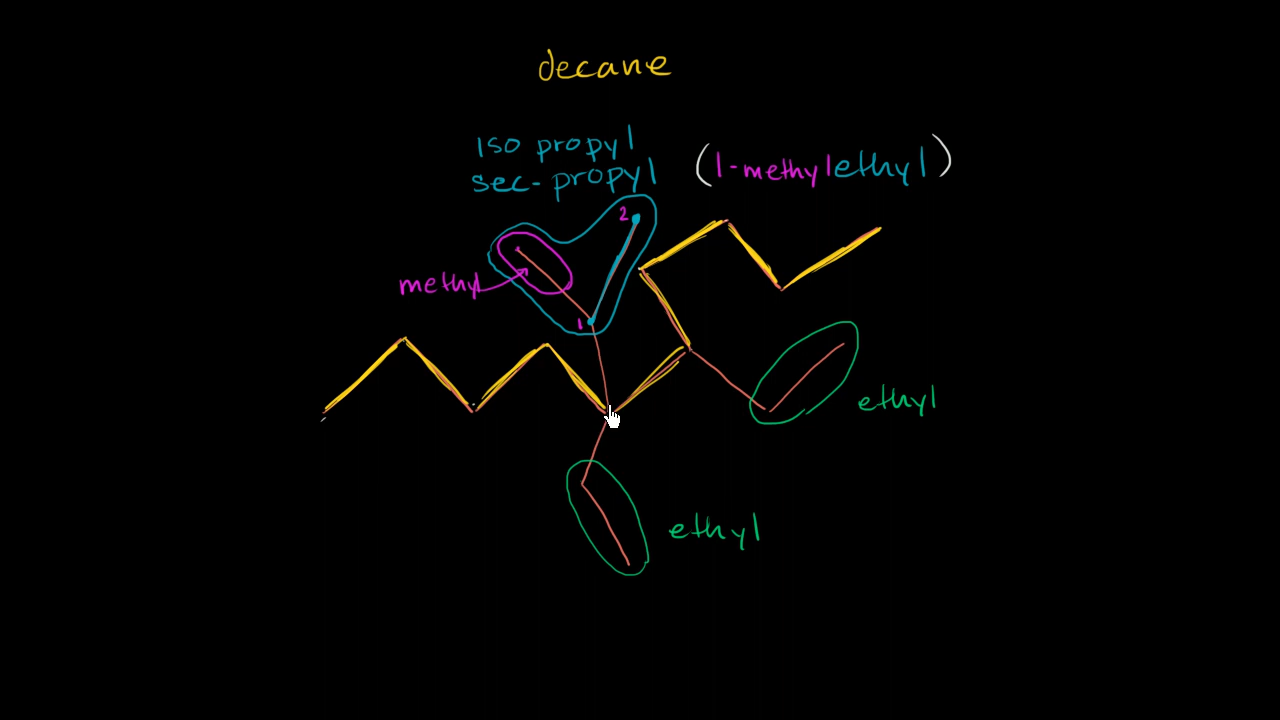 decane
iso propyl
sec-propyl
(1-methylethyl)
2
methyl
1
ethyl
ethyl